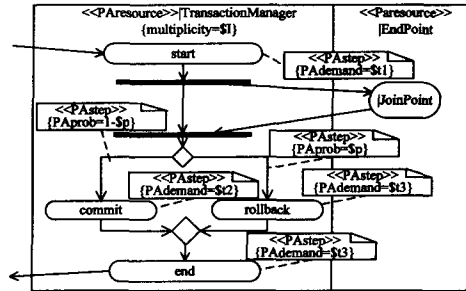 <<PAresource>>|TransactionManager
{multiplicity=$I}
<<Paresource>>
|EndPoint
start
<<PAstep>>
{PAdemand=$t1}
|JoinPoint
<<PAstep>>
{PAprob=1-$p}
<<PAstep>>
{PAprob=$p}
<<PAstep>>
{PAdemand=$t2}
<<PAstep>>
{PAdemand=$t3}
commit
rollback
<<PAstep>>
{PAdemand=$t3}
end